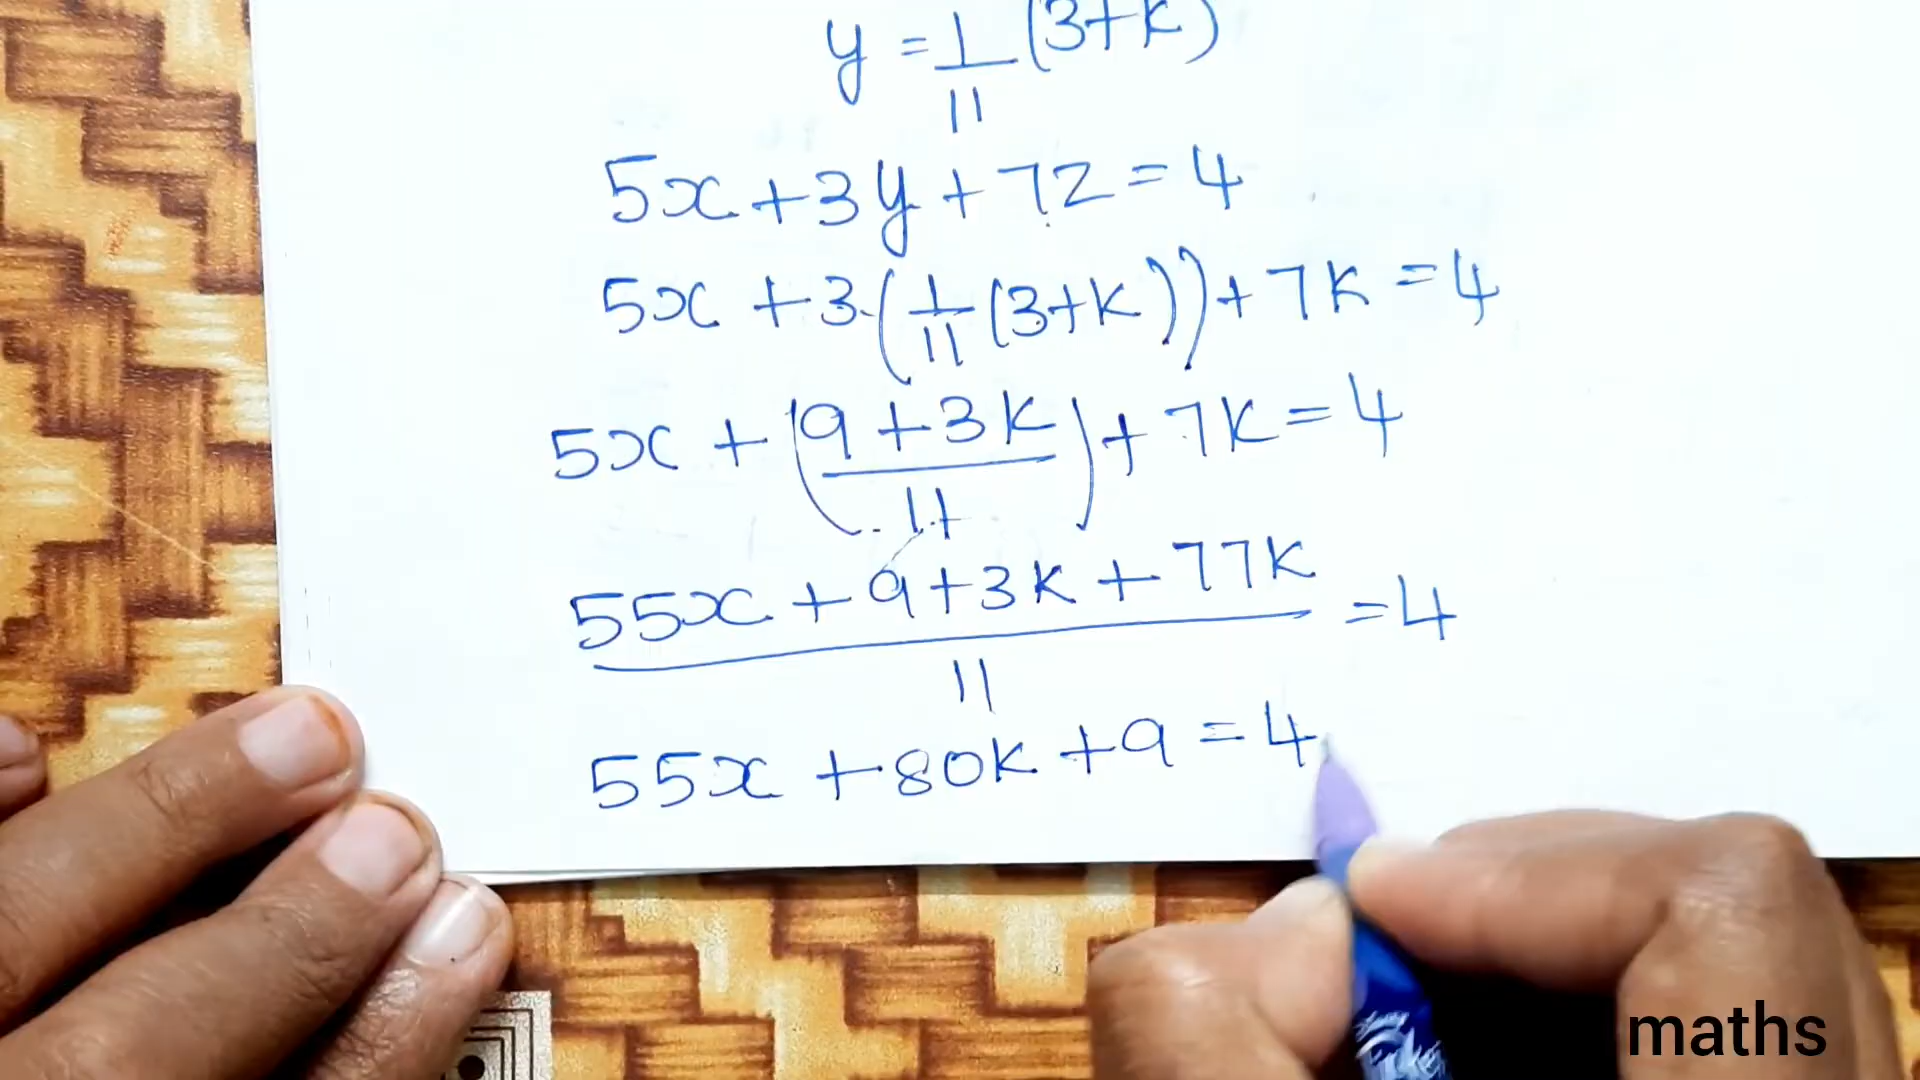 y = 1/11 (3+k)
5x + 3y + 7z = 4
5x + 3(1/11 (3+k)) + 7k = 4
5x + (9+3k/11) + 7k = 4
55x + 9 + 3k + 77k / 11 = 4
55x + 80k + 9 = 4
maths